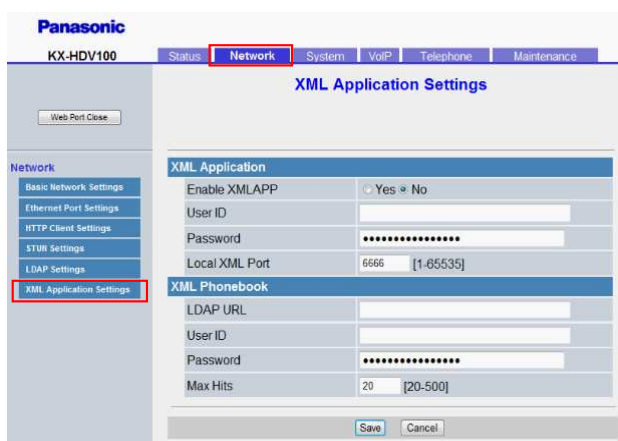 Panasonic
KX-HDV100
Status Network System VoIP Telephone Maintenance
XML Application Settings
Web Port Close
Network
Basic Network Settings
Ethernet Port Settings
HTTP Client Settings
STUN Settings
LDAP Settings
XML Application Settings
XML Application
Enable XMLAPP Yes No
User ID
Password ••••••••••••••••
Local XML Port 6666 [1-65535]
XML Phonebook
LDAP URL
User ID
Password ••••••••••••••••
Max Hits 20 [20-500]
Save Cancel